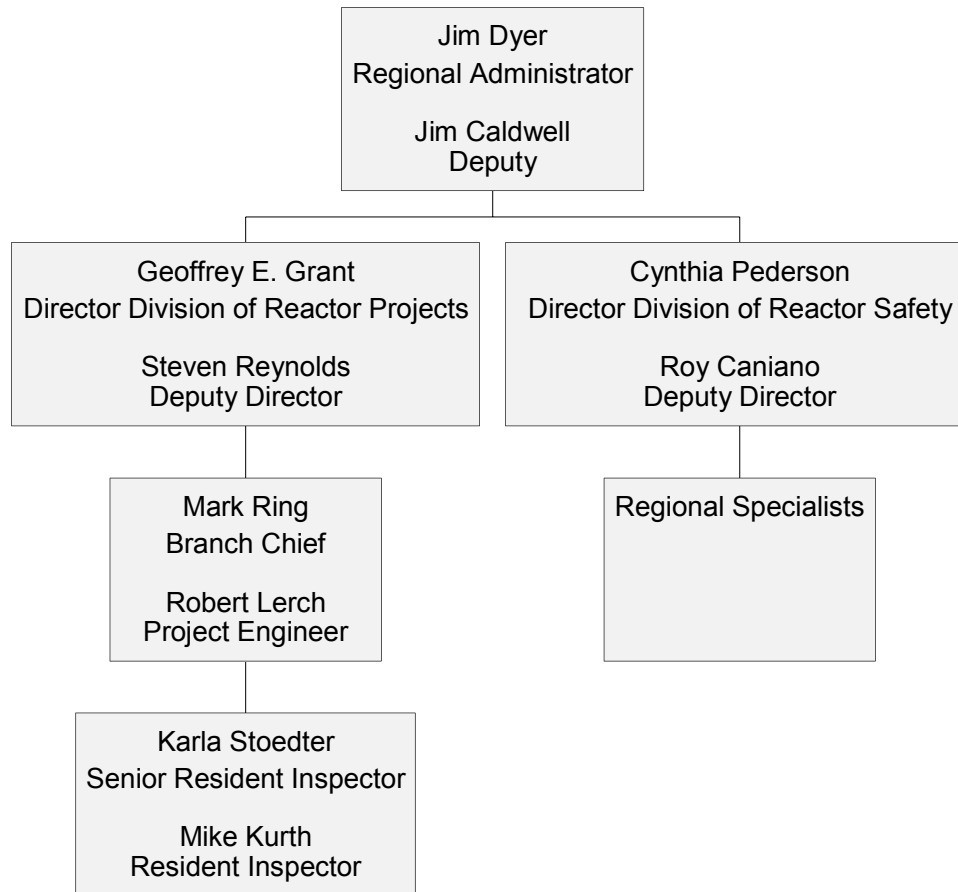 Jim Dyer
Regional Administrator
Jim Caldwell
Deputy
Geoffrey E. Grant
Director Division of Reactor Projects
Steven Reynolds
Deputy Director
Cynthia Pederson
Director Division of Reactor Safety
Roy Caniano
Deputy Director
Mark Ring
Branch Chief
Robert Lerch
Project Engineer
Regional Specialists
Karla Stoedter
Senior Resident Inspector
Mike Kurth
Resident Inspector